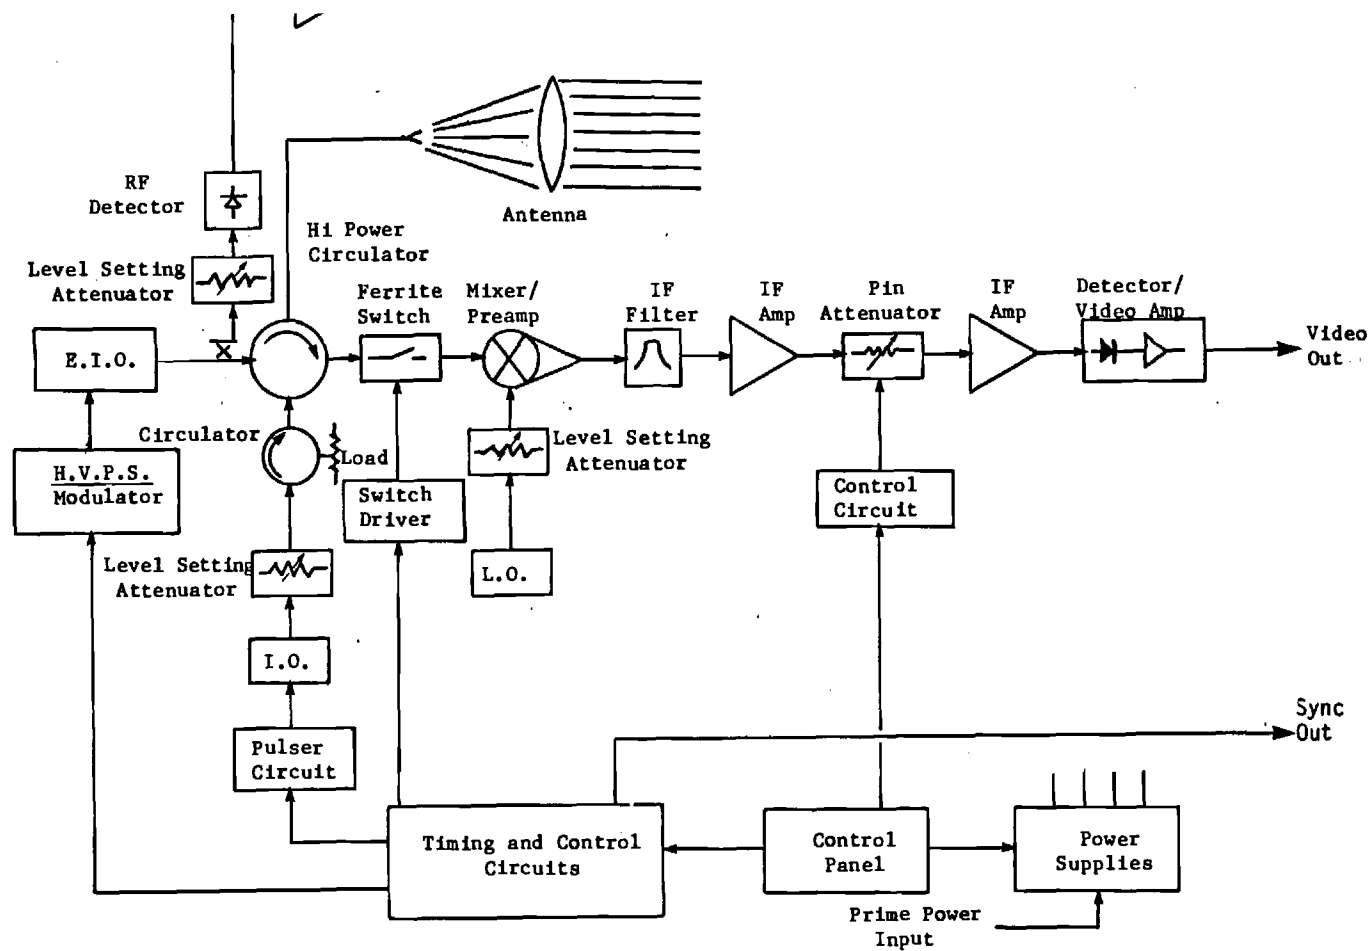 RF
Detector
Antenna
Hi Power
Circulator
Level Setting
Attenuator
Ferrite
Switch
Mixer/
Preamp
IF
Filter
IF
Amp
Pin
Attenuator
IF
Amp
Detector/
Video Amp
Video
Out
E.I.O.
Circulator
Load
Level Setting
Attenuator
H.V.P.S.
Modulator
Switch
Driver
Control
Circuit
Level Setting
Attenuator
L.O.
I.O.
Sync
Out
Pulser
Circuit
Timing and Control
Circuits
Control
Panel
Power
Supplies
Prime Power
Input